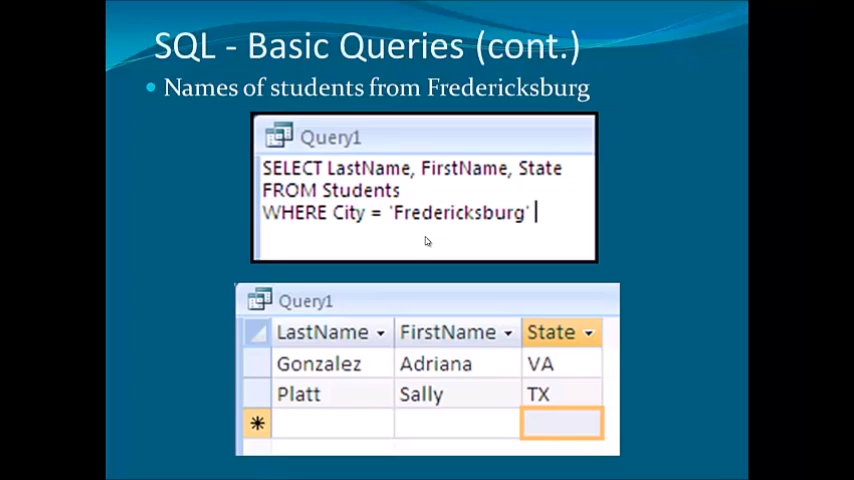 SQL - Basic Queries (cont.)
• Names of students from Fredericksburg
Query1
SELECT LastName, FirstName, State
FROM Students
WHERE City = 'Fredericksburg'
Query1
LastName FirstName State
Gonzalez Adriana VA
Platt Sally TX